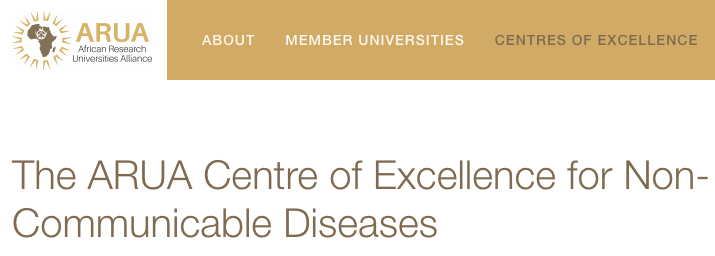 ARUA
African Research
Universities Alliance
ABOUT MEMBER UNIVERSITIES CENTRES OF EXCELLENCE
The ARUA Centre of Excellence for Non-
Communicable Diseases